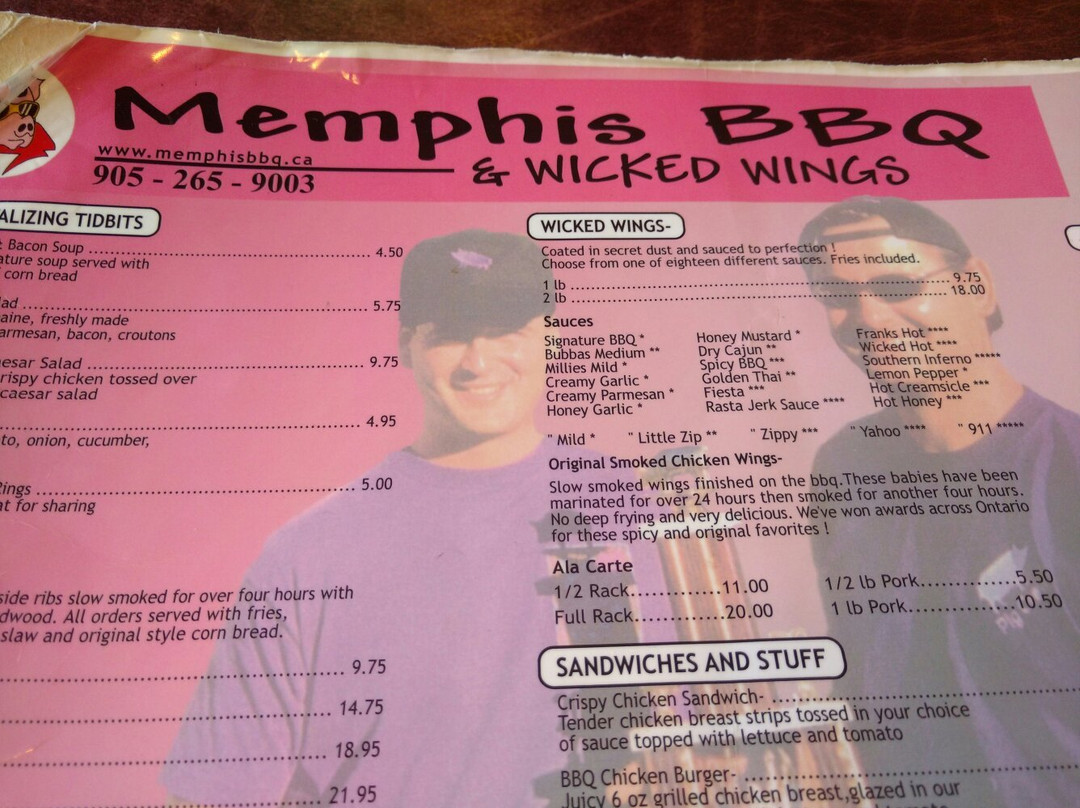 Memphis BBQ
& WICKED WINGS
www.memphisbbq.ca
905 - 265 - 9003
ALIZING TIDBITS
Bacon Soup 4.50
ature soup served with
corn bread
ad 5.75
aine, freshly made
armesan, bacon, croutons
esar Salad 9.75
rispy chicken tossed over
caesar salad
4.95
to, onion, cucumber,
Rings 5.00
at for sharing
side ribs slow smoked for over four hours with
dwood. All orders served with fries,
slaw and original style corn bread.
9.75
14.75
18.95
21.95
WICKED WINGS-
Coated in secret dust and sauced to perfection !
Choose from one of eighteen different sauces. Fries included.
1 lb 9.75
2 lb 18.00
Sauces
Signature BBQ *
Bubbas Medium **
Millies Mild *
Creamy Garlic *
Creamy Parmesan *
Honey Garlic *
Honey Mustard *
Dry Cajun **
Spicy BBQ ***
Golden Thai **
Fiesta ***
Rasta Jerk Sauce ****
Franks Hot ****
Wicked Hot ****
Southern Inferno *****
Lemon Pepper *
Hot Creamsicle ***
Hot Honey ***
" Mild * " Little Zip ** " Zippy *** " Yahoo **** " 911 *****
Original Smoked Chicken Wings-
Slow smoked wings finished on the bbq.These babies have been
marinated for over 24 hours then smoked for another four hours.
No deep frying and very delicious. We've won awards across Ontario
for these spicy and original favorites !
Ala Carte
1/2 Rack.............11.00 1/2 lb Pork..............5.50
Full Rack.............20.00 1 lb Pork................10.50
SANDWICHES AND STUFF
Crispy Chicken Sandwich-
Tender chicken breast strips tossed in your choice
of sauce topped with lettuce and tomato
BBQ Chicken Burger-
Juicy 6 oz grilled chicken breast,glazed in our